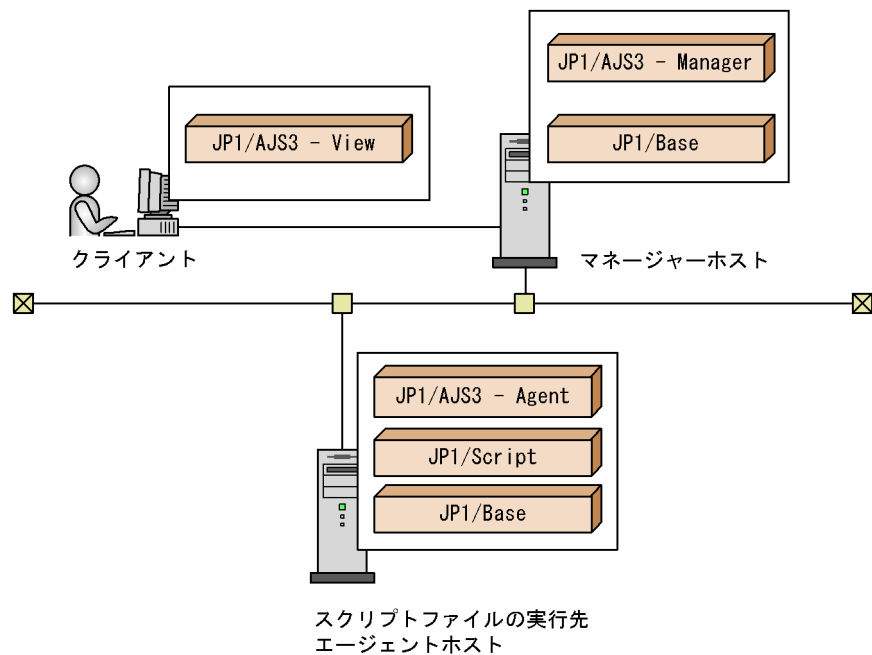 JP1/AJS3 - Manager
JP1/Base
JP1/AJS3 - View
クライアント
マネージャーホスト
JP1/AJS3 - Agent
JP1/Script
JP1/Base
スクリプトファイルの実行先
エージェントホスト